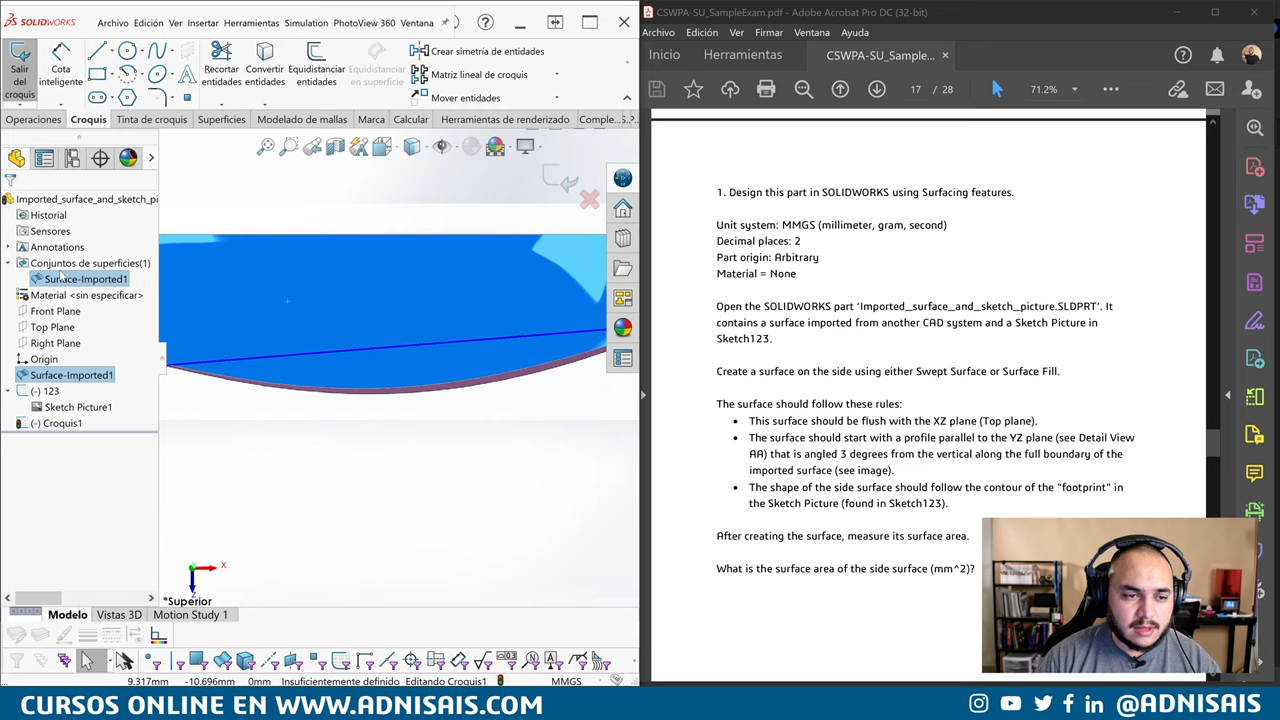 SOLIDWORKS
Archivo
Edición
Ver
Insertar
Herramientas
Simulation
PhotoView 360
Ventana
Salir
del
croquis
Cota
inteligente
Recortar
entidades
Convertir
entidades
Equidistanciar
entidades
Equidistanciar
en superficie
Crear simetría de entidades
Matriz lineal de croquis
Mover entidades
Operaciones
Croquis
Tinta de croquis
Superficies
Modelado de mallas
Marca
Calcular
Herramientas de renderizado
Comple...
S.P..
Imported_surface_and_sketch_pi
Historial
Sensores
Annotations
Conjuntos de superficies(1)
Surface-Imported1
Material <sin especificar>
Front Plane
Top Plane
Right Plane
Origin
Surface-Imported1
(-) 123
Sketch Picture1
(-) Croquis1
X
Z
*Superior
Modelo
Vistas 3D
Motion Study 1
9.317mm
-10.696mm
0mm
Insuficientemente definido
Editando Croquis1
MMGS
CSWPA-SU_SampleExam.pdf - Adobe Acrobat Pro DC (32-bit)
Archivo
Edición
Ver
Firmar
Ventana
Ayuda
Inicio
Herramientas
CSWPA-SU_Sample...
17 / 28
71.2%
1. Design this part in SOLIDWORKS using Surfacing features.
Unit system: MMGS (millimeter, gram, second)
Decimal places: 2
Part origin: Arbitrary
Material = None
Open the SOLIDWORKS part 'Imported_surface_and_sketch_picture.SLDPRT'. It
contains a surface imported from another CAD system and a Sketch Picture in
Sketch123.
Create a surface on the side using either Swept Surface or Surface Fill.
The surface should follow these rules:
• This surface should be flush with the XZ plane (Top plane).
• The surface should start with a profile parallel to the YZ plane (see Detail View
AA) that is angled 3 degrees from the vertical along the full boundary of the
imported surface (see image).
• The shape of the side surface should follow the contour of the "footprint" in
the Sketch Picture (found in Sketch123).
After creating the surface, measure its surface area.
What is the surface area of the side surface (mm^2)?
CURSOS ONLINE EN WWW.ADNISAIS.COM
@ADNISAIS